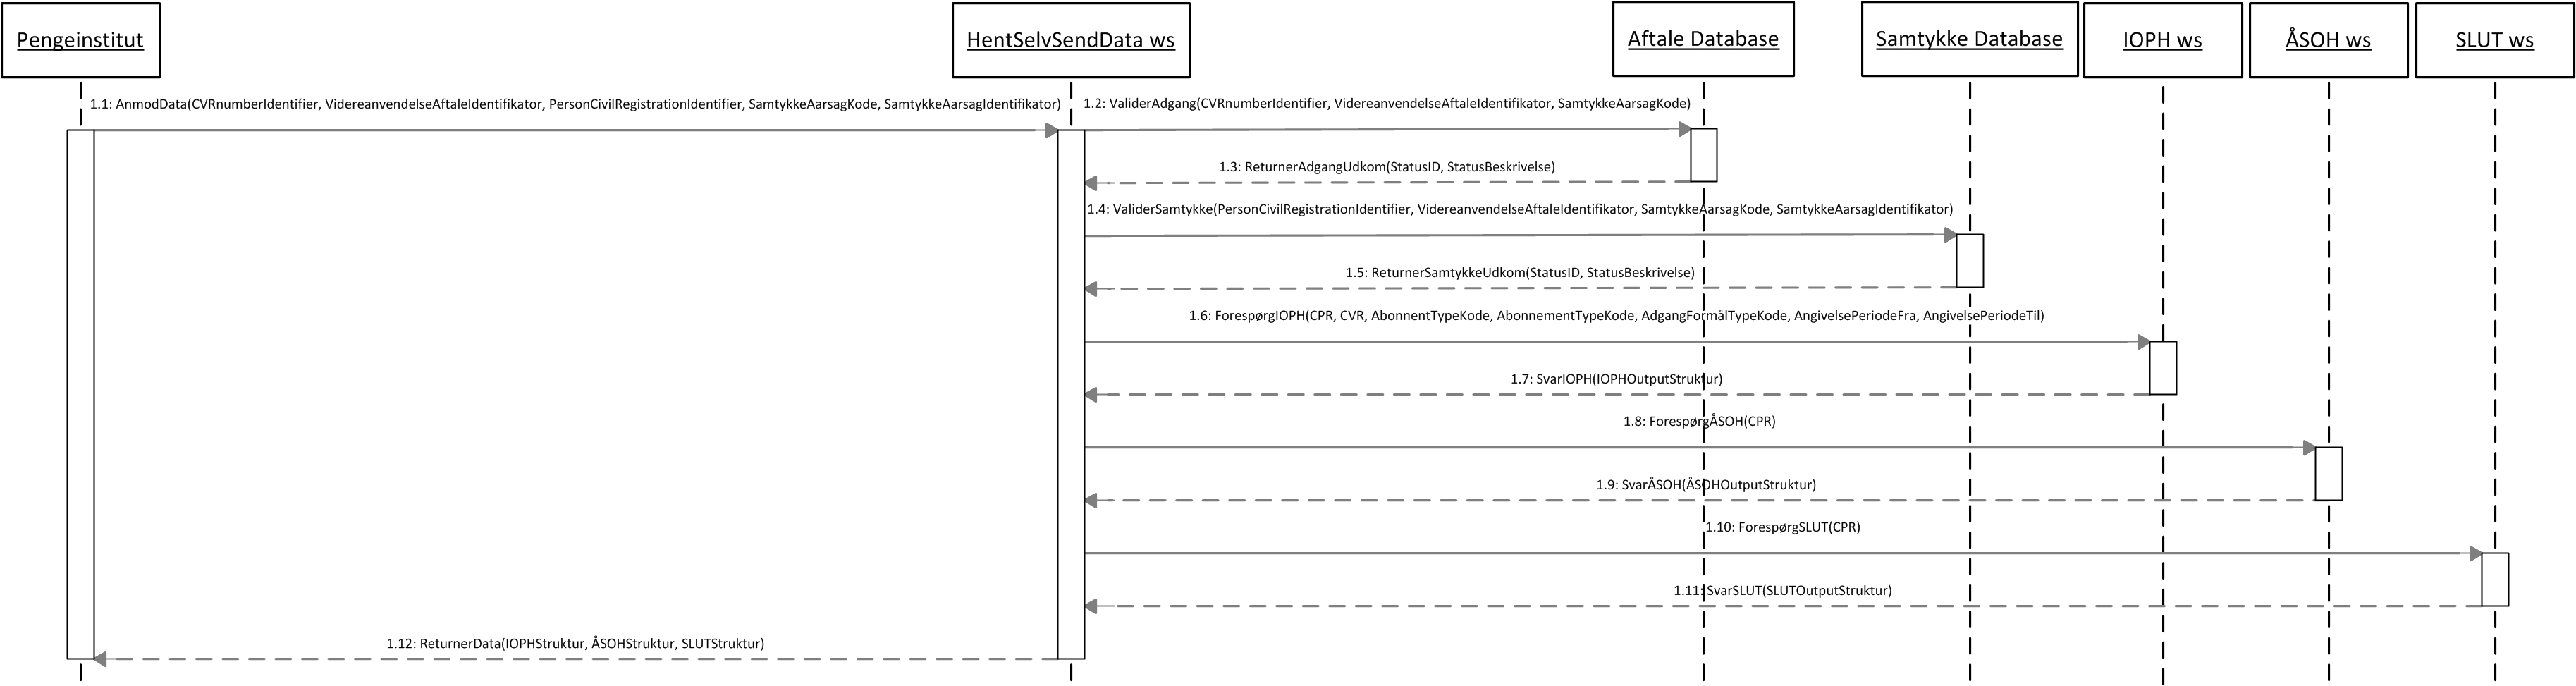 Pengeinstitut
HentSelvSendData ws
Aftale Database
Samtykke Database
IOPH ws
ÅSOH ws
SLUT ws
1.1: AnmodData(CVRnumberIdentifier, VidereanvendelseAftaleIdentifikator, PersonCivilRegistrationIdentifier, SamtykkeAarsagKode, SamtykkeAarsagIdentifikator)
1.2: ValiderAdgang(CVRnumberIdentifier, VidereanvendelseAftaleIdentifikator, SamtykkeAarsagKode)
1.3: ReturnerAdgangUdkom(StatusID, StatusBeskrivelse)
1.4: ValiderSamtykke(PersonCivilRegistrationIdentifier, VidereanvendelseAftaleIdentifikator, SamtykkeAarsagKode, SamtykkeAarsagIdentifikator)
1.5: ReturnerSamtykkeUdkom(StatusID, StatusBeskrivelse)
1.6: ForespørgIOPH(CPR, CVR, AbonnentTypeKode, AbonnementTypeKode, AdgangFormålTypeKode, AngivelsePeriodeFra, AngivelsePeriodeTil)
1.7: SvarIOPH(IOPHOutputStruktur)
1.8: ForespørgÅSOH(CPR)
1.9: SvarÅSOH(ÅSOHOutputStruktur)
1.10: ForespørgSLUT(CPR)
1.11: SvarSLUT(SLUTOutputStruktur)
1.12: ReturnerData(IOPHStruktur, ÅSOHStruktur, SLUTStruktur)